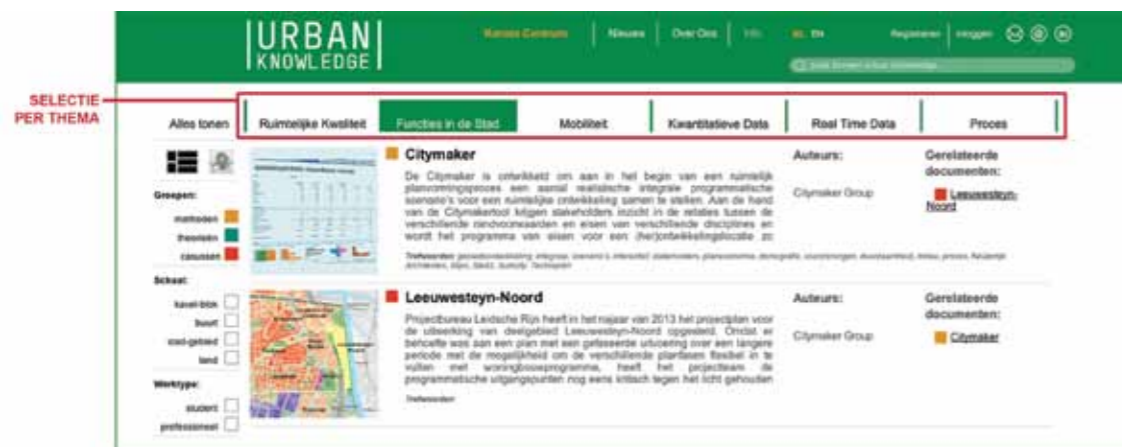 URBAN
KNOWLEDGE
Kennis Centrum Nieuws Over Ons Info NL EN Registreren Inloggen
SELECTIE
PER THEMA
Alles tonen Ruimtelijke Kwaliteit Functies in de Stad Mobiliteit Kwantitatieve Data Real Time Data Proces
Groepen:
methoden
theorieën
casussen
Schaal:
kavel-blok
buurt
stad-gebied
land
Werktype:
student
professioneel
Citymaker
De Citymaker is ontwikkeld om aan in het begin van een ruimtelijk
planvormingsproces een aantal realistische integrale programmatische
scenario's voor een ruimtelijke ontwikkeling samen te stellen. Aan de hand
van de Citymakertool krijgen stakeholders inzicht in de relaties tussen de
verschillende randvoorwaarden en eisen van verschillende disciplines en
wordt het programma van eisen voor een (her)ontwikkelingslocatie zo
Trefwoorden:
Auteurs:
Citymaker Group
Gerelateerde
documenten:
Leeuwesteyn-
Noord
Leeuwesteyn-Noord
Projectbureau Leidsche Rijn heeft in het najaar van 2013 het projectplan voor
de uitwerking van deelgebied Leeuwesteyn-Noord opgesteld. Omdat er
behoefte was aan een plan met een gefaseerde uitvoering over een langere
periode met de mogelijkheid om de verschillende planfasen flexibel in te
vullen met woningbouwprogramma, heeft het projectteam de
programmatische uitgangspunten nog eens kritisch tegen het licht gehouden
Trefwoorden:
Auteurs:
Citymaker Group
Gerelateerde
documenten:
Citymaker